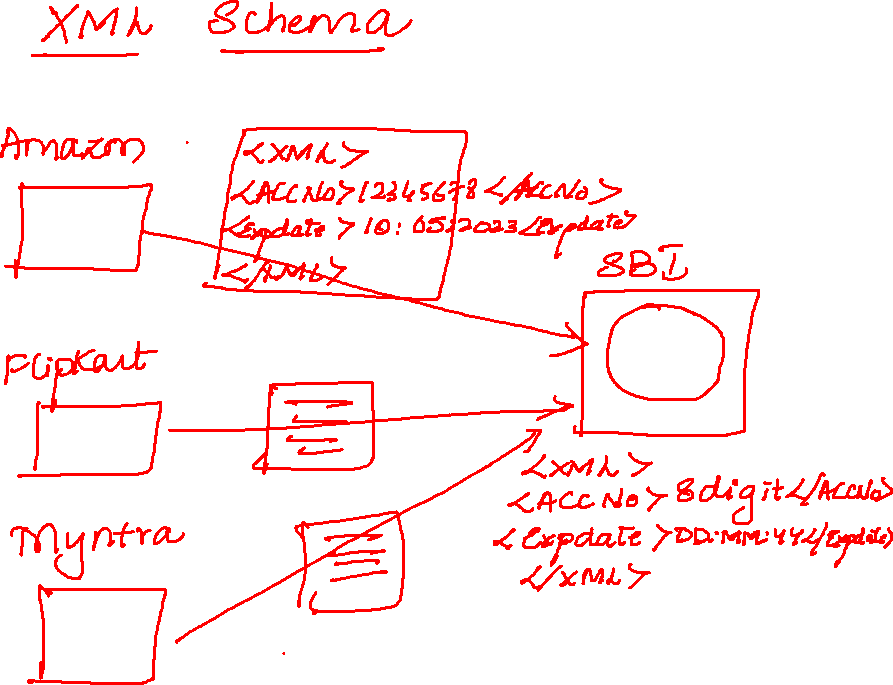 XML Schema
Amazon
<XML>
<ACCNo>12345678</ACCNo>
<Expdate>10:05:2023<Expdate>
</XML>
SBI
Flipkart
<XML>
<ACCNo>8digit</ACCNo>
<Expdate>DD:MM:YY</Expdate>
</XML>
Myntra